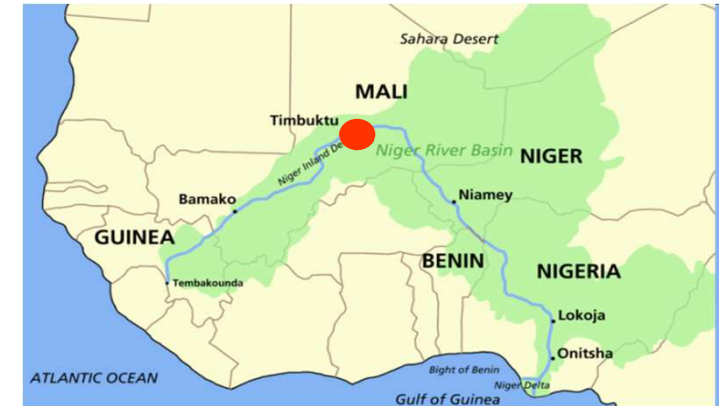 Sahara Desert
MALI
Timbuktu
Niger Inland De
Niger River Basin
NIGER
Bamako
Niamey
GUINEA
BENIN
NIGERIA
Tembakounda
Lokoja
Onitsha
Bight of Benin
ATLANTIC OCEAN
Niger Delta
Gulf of Guinea